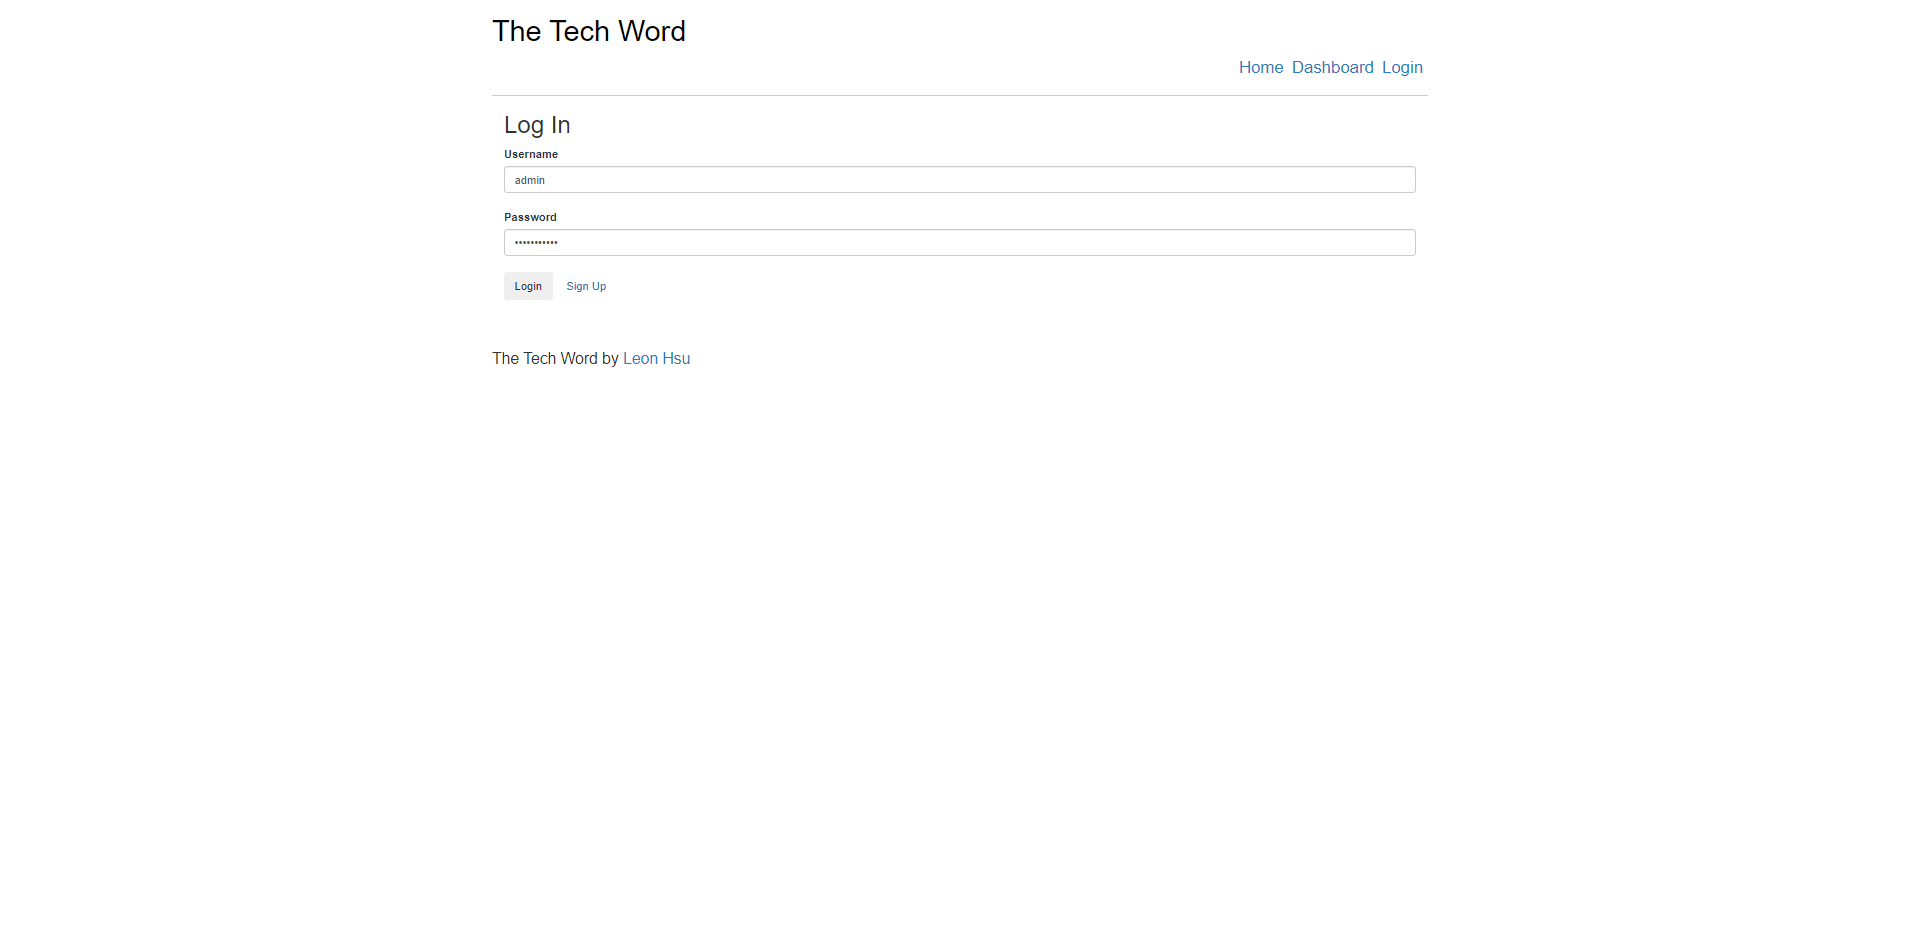 The Tech Word
Home Dashboard Login
Log In
Username
admin
Password
•••••••••••
Login Sign Up
The Tech Word by Leon Hsu